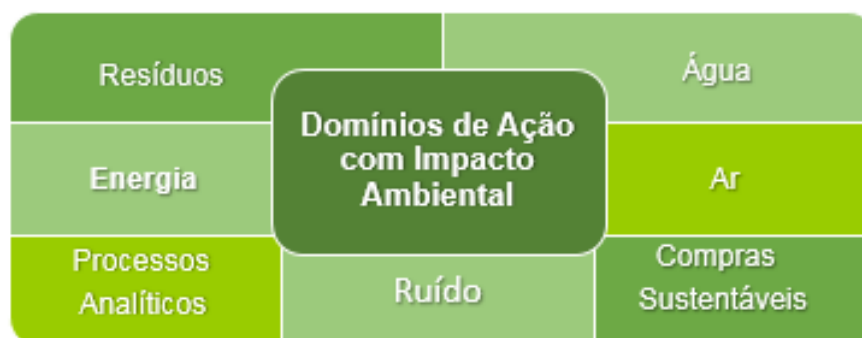 Resíduos
Água
Domínios de Ação
com Impacto
Ambiental
Energia
Ar
Processos
Analíticos
Ruído
Compras
Sustentáveis